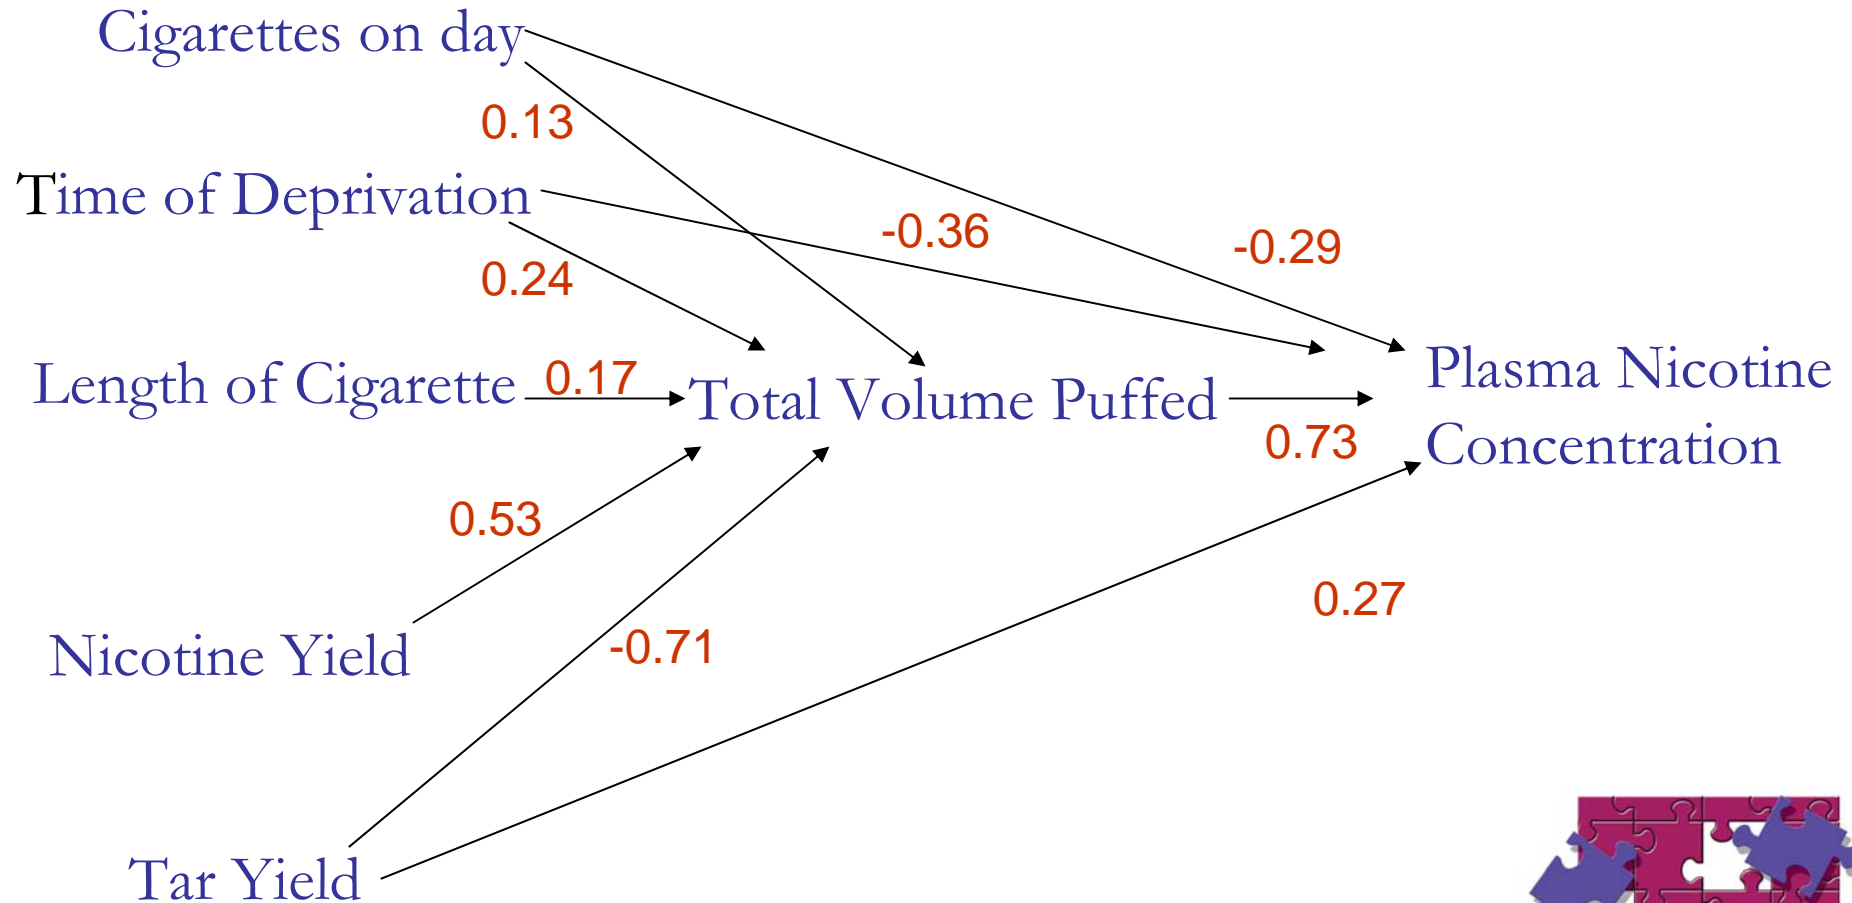 Cigarettes on day
0.13
Time of Deprivation
-0.36
-0.29
0.24
Length of Cigarette
0.17
Total Volume Puffed
Plasma Nicotine
Concentration
0.73
0.53
0.27
Nicotine Yield
-0.71
Tar Yield